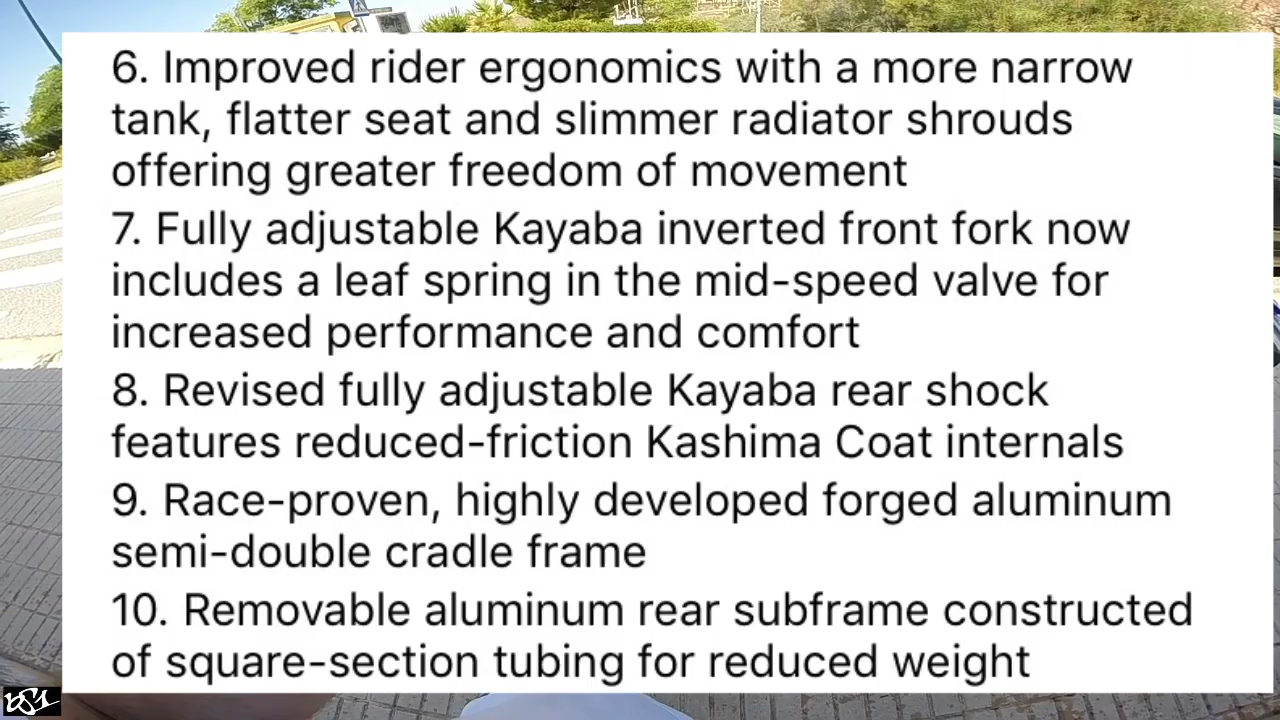 6. Improved rider ergonomics with a more narrow
tank, flatter seat and slimmer radiator shrouds
offering greater freedom of movement
7. Fully adjustable Kayaba inverted front fork now
includes a leaf spring in the mid-speed valve for
increased performance and comfort
8. Revised fully adjustable Kayaba rear shock
features reduced-friction Kashima Coat internals
9. Race-proven, highly developed forged aluminum
semi-double cradle frame
10. Removable aluminum rear subframe constructed
of square-section tubing for reduced weight